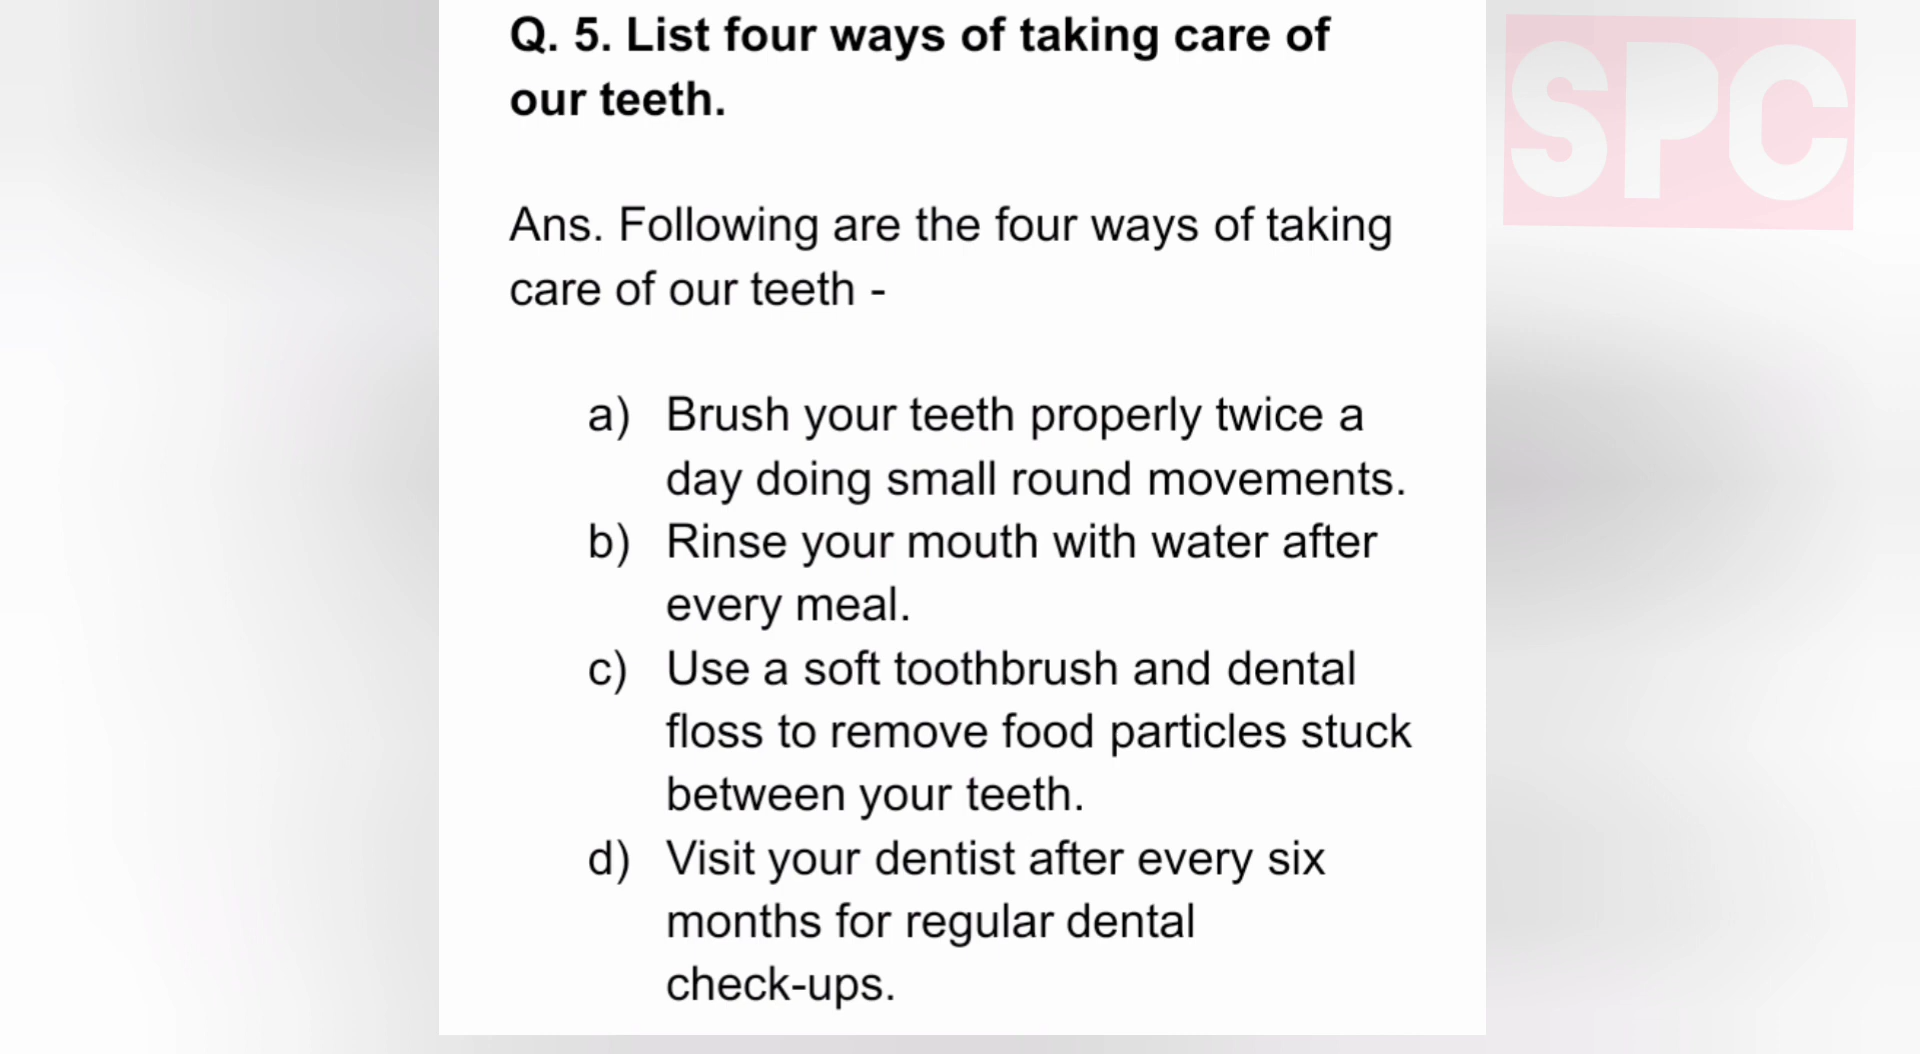 Q. 5. List four ways of taking care of
our teeth.
Ans. Following are the four ways of taking
care of our teeth -
a) Brush your teeth properly twice a
day doing small round movements.
b) Rinse your mouth with water after
every meal.
c) Use a soft toothbrush and dental
floss to remove food particles stuck
between your teeth.
d) Visit your dentist after every six
months for regular dental
check-ups.
SPC